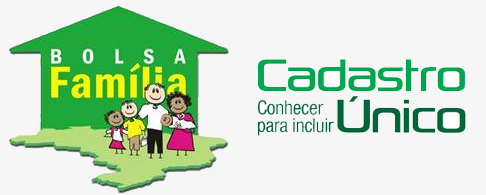 BOLSA
Família
Cadastro
Conhecer
para incluir Único